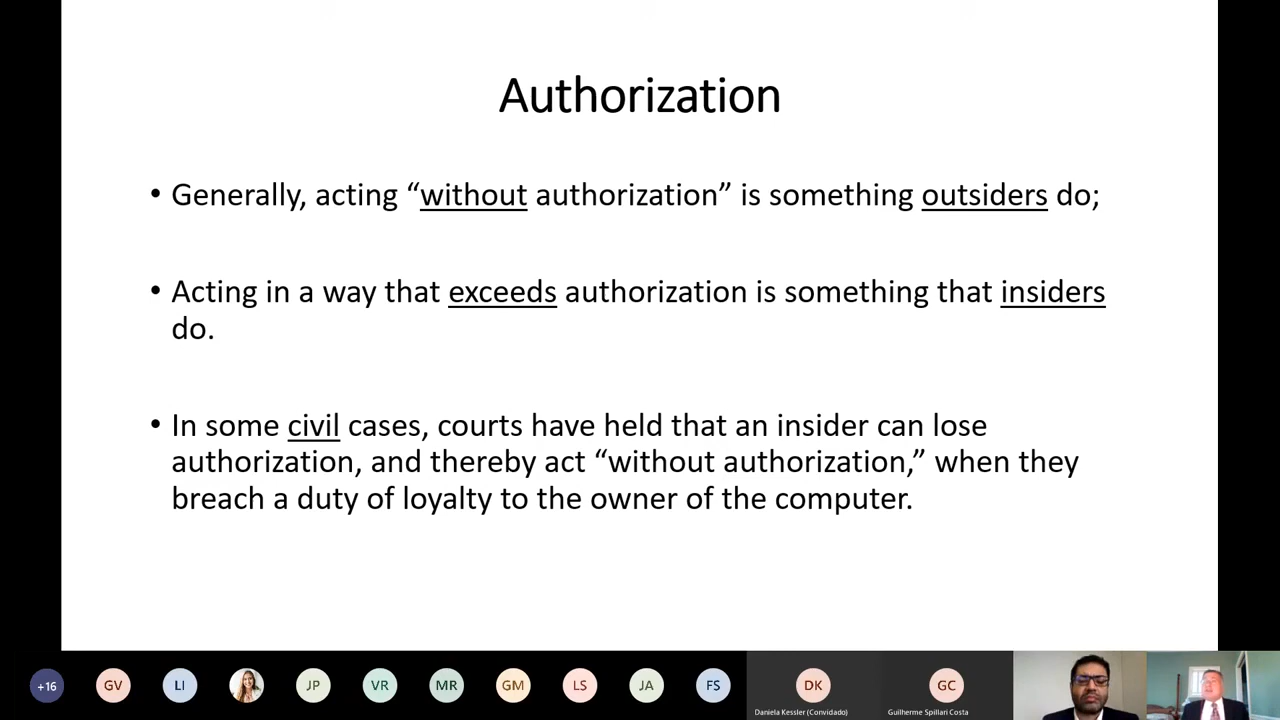 Authorization
• Generally, acting “without authorization” is something outsiders do;
• Acting in a way that exceeds authorization is something that insiders
do.
• In some civil cases, courts have held that an insider can lose
authorization, and thereby act “without authorization,” when they
breach a duty of loyalty to the owner of the computer.
+16 GV LI JP VR MR GM LS JA FS DK GC
Daniela Kessler (Convidado) Guilherme Spillari Costa